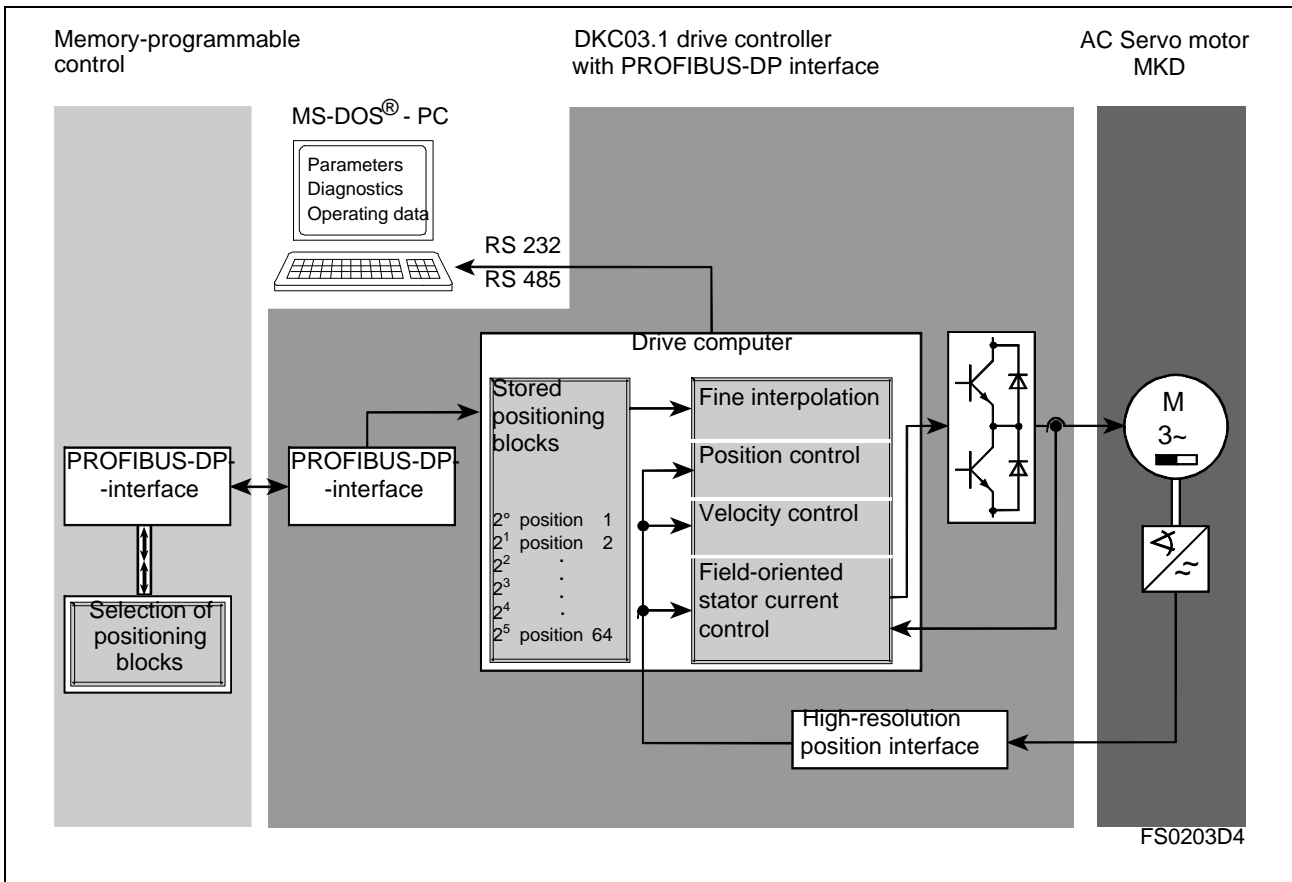 Memory-programmable
control
DKC03.1 drive controller
with PROFIBUS-DP interface
AC Servo motor
MKD
MS-DOS® - PC
Parameters
Diagnostics
Operating data
RS 232
RS 485
Drive computer
Stored
positioning
blocks
2° position 1
2¹ position 2
2² .
2³ .
2⁴ .
2⁵ position 64
Fine interpolation
Position control
Velocity control
Field-oriented
stator current
control
PROFIBUS-DP-
-interface
PROFIBUS-DP-
-interface
Selection of
positioning
blocks
High-resolution
position interface
M
3~
FS0203D4